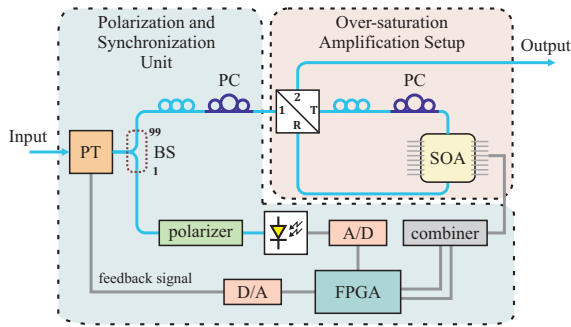 Polarization and
Synchronization
Unit
Over-saturation
Amplification Setup
Output
PC
PC
Input
PT
99
BS
1
2
1
T
R
SOA
polarizer
A/D
combiner
feedback signal
D/A
FPGA